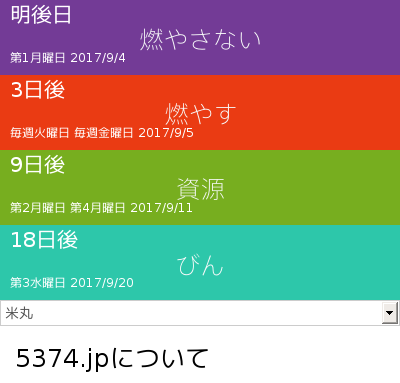 明後日
燃やさない
第1月曜日 2017/9/4
3日後
燃やす
毎週火曜日 毎週金曜日 2017/9/5
9日後
資源
第2月曜日 第4月曜日 2017/9/11
18日後
びん
第3水曜日 2017/9/20
米丸
5374.jpについて